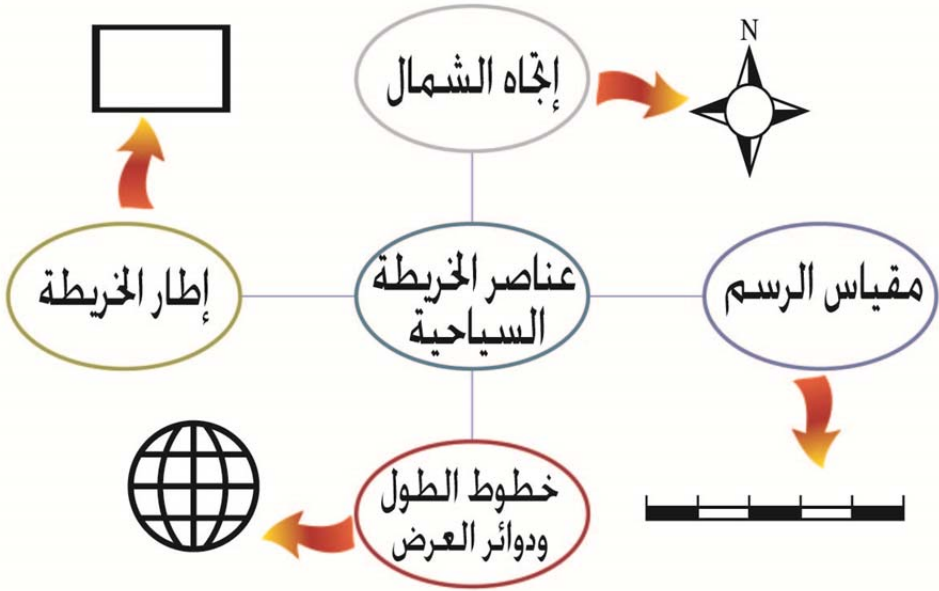 N
إتجاه الشمال
مقياس الرسم
عناصر الخريطة
السياحية
إطار الخريطة
خطوط الطول
ودوائر العرض